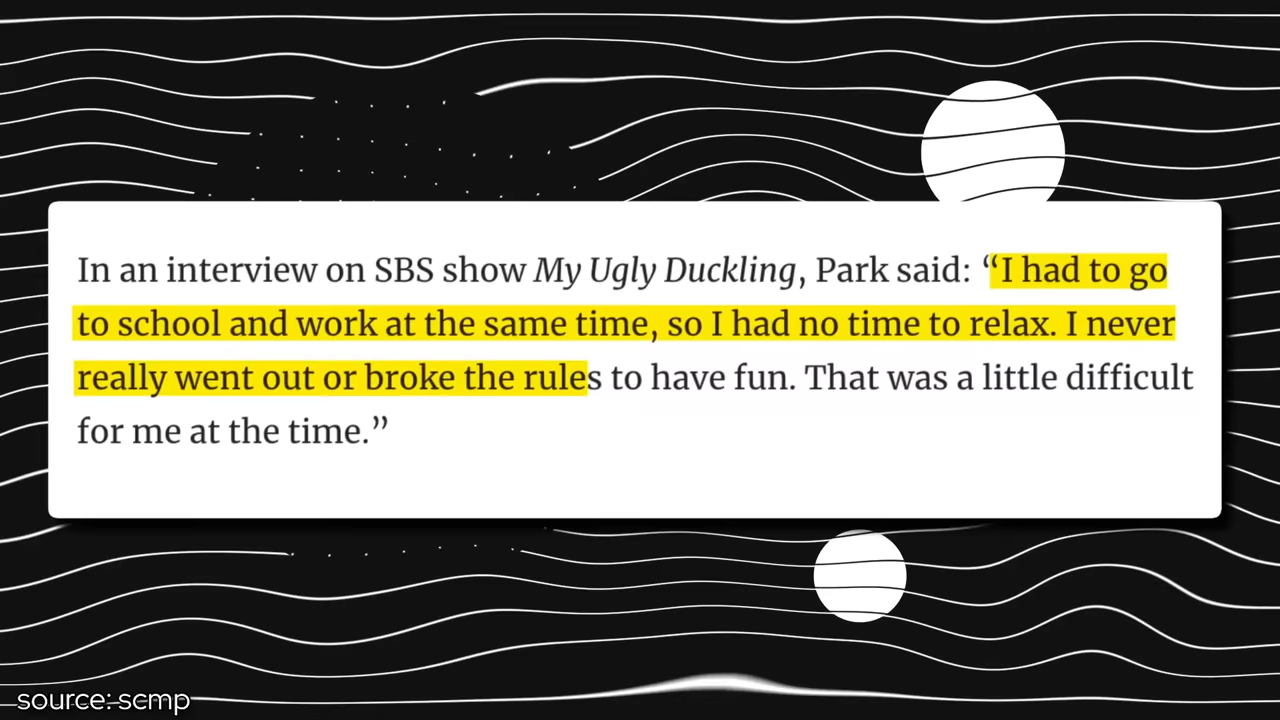 In an interview on SBS show My Ugly Duckling, Park said: “I had to go
to school and work at the same time, so I had no time to relax. I never
really went out or broke the rules to have fun. That was a little difficult
for me at the time.”
source: scmp